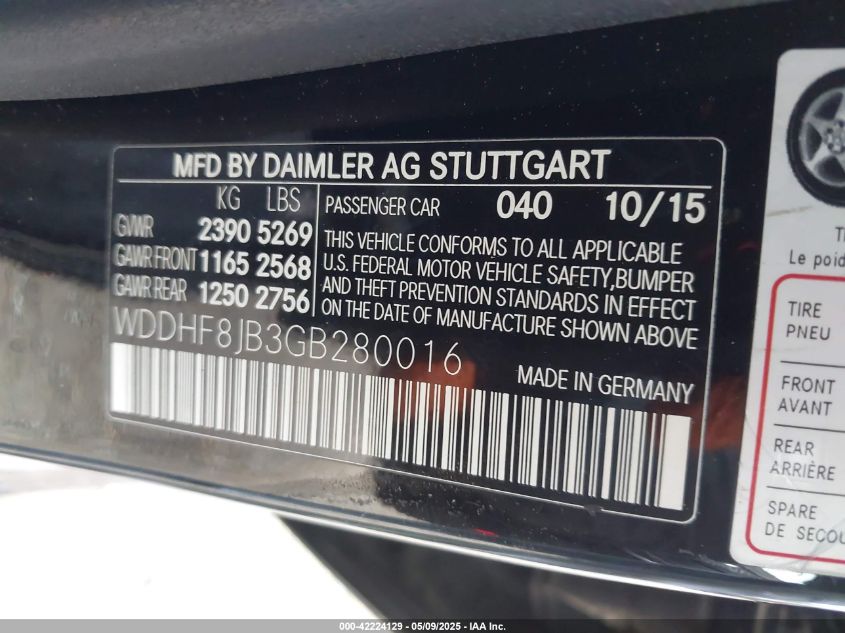 MFD BY DAIMLER AG STUTTGART
KG LBS
GVWR 2390 5269
GAWR FRONT 1165 2568
GAWR REAR 1250 2756
PASSENGER CAR 040 10/15
THIS VEHICLE CONFORMS TO ALL APPLICABLE
U.S. FEDERAL MOTOR VEHICLE SAFETY,BUMPER
AND THEFT PREVENTION STANDARDS IN EFFECT
ON THE DATE OF MANUFACTURE SHOWN ABOVE
WDDHF8JB3GB280016
MADE IN GERMANY
Le
TIRE
PNEU
FRONT
AVANT
REAR
ARRIÈRE
SPARE
DE
000-42224129 - 05/09/2025 - IAA Inc.